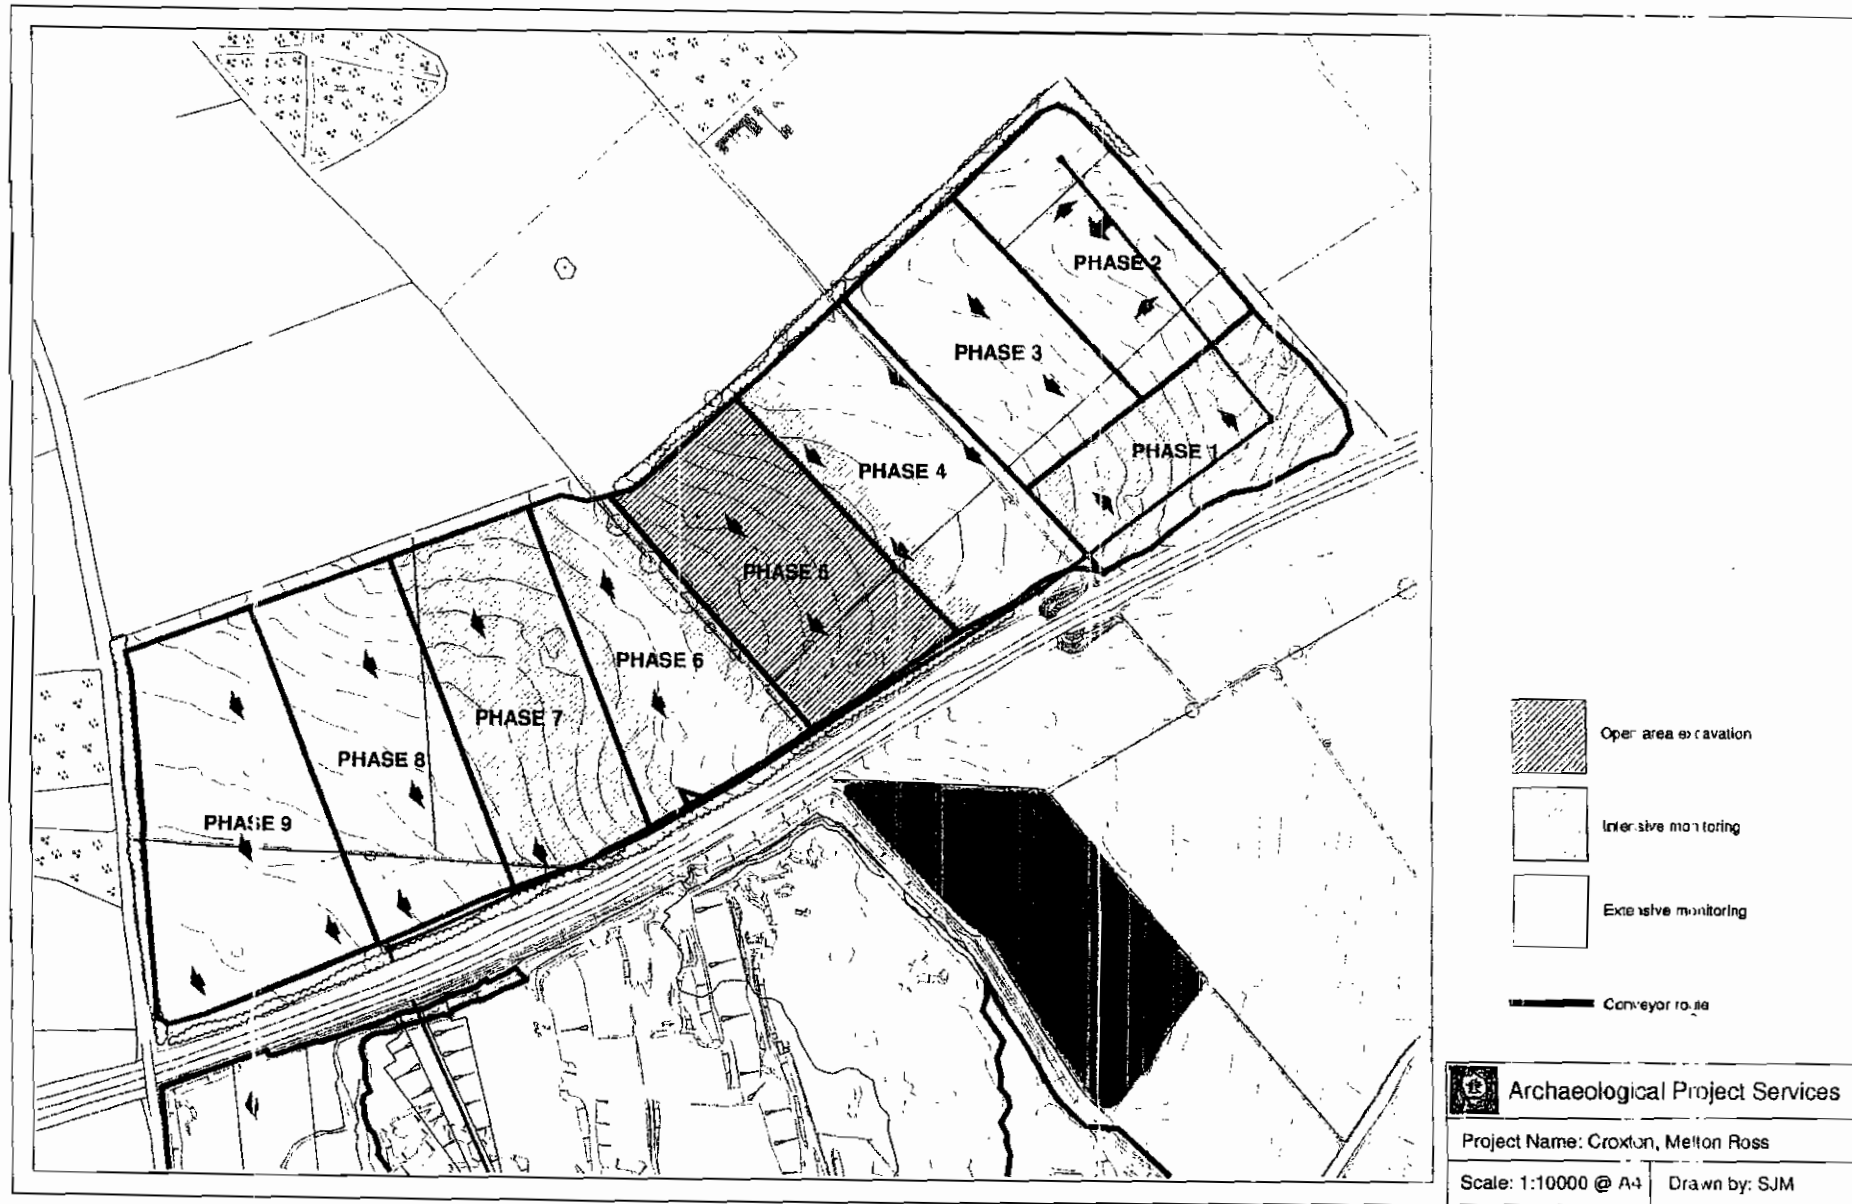 PHASE 2
PHASE 3
PHASE 1
PHASE 4
PHASE 5
PHASE 6
PHASE 7
PHASE 8
PHASE 9
Open area excavation
Intensive monitoring
Extensive monitoring
Conveyor route
Archaeological Project Services
Project Name: Croxton, Melton Ross
Scale: 1:10000 @ A4
Drawn by: SJM